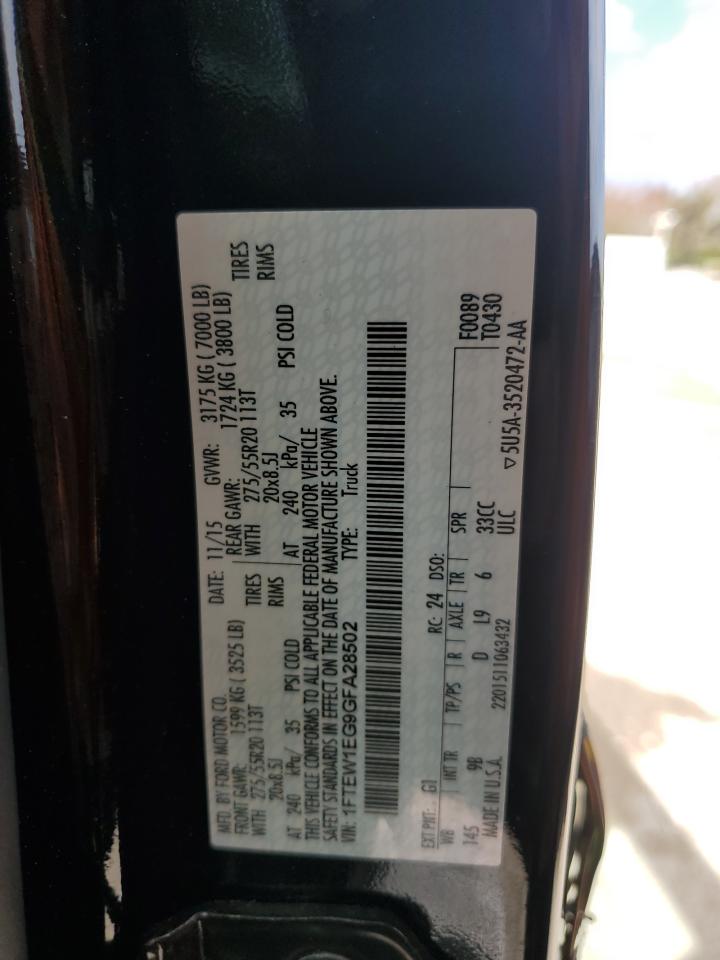 MFD. BY FORD MOTOR CO. DATE: 11/15 GVWR: 3175 KG ( 7000 LB)
FRONT GAWR: 1599 KG ( 3525 LB) REAR GAWR: 1724 KG ( 3800 LB)
WITH 275/55R20 113T TIRES WITH 275/55R20 113T TIRES
20x8.5J RIMS 20x8.5J RIMS
AT 240 kPa/ 35 PSI COLD AT 240 kPa/ 35 PSI COLD
THIS VEHICLE CONFORMS TO ALL APPLICABLE FEDERAL MOTOR VEHICLE
SAFETY STANDARDS IN EFFECT ON THE DATE OF MANUFACTURE SHOWN ABOVE.
VIN: 1FTEW1EG9GFA28502 TYPE: Truck
EXT PNT: G1 RC: 24 DSO: F0089
WB INT TR TP/PS R AXLE TR SPR T0430
145 9B D L9 6 33CC
MADE IN U.S.A. 22015111063432 ULC ▽5U5A-3520472-AA